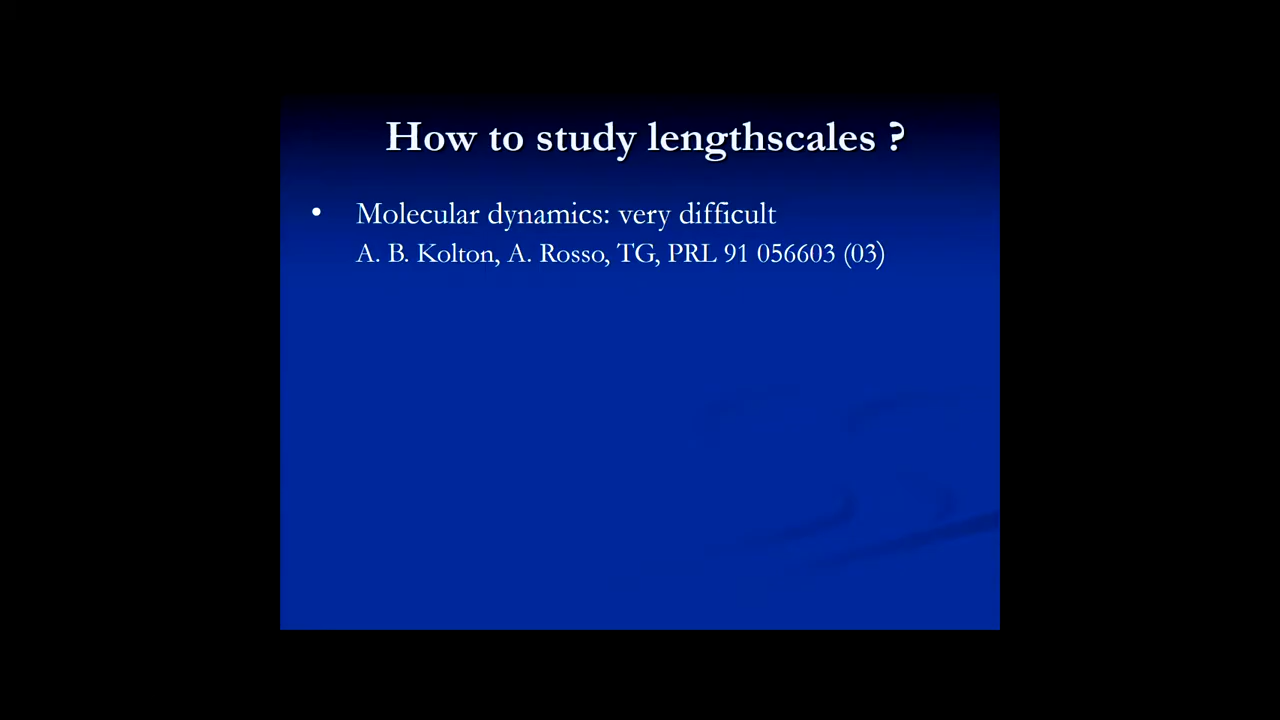 How to study lengthscales ?
• Molecular dynamics: very difficult
A. B. Kolton, A. Rosso, TG, PRL 91 056603 (03)